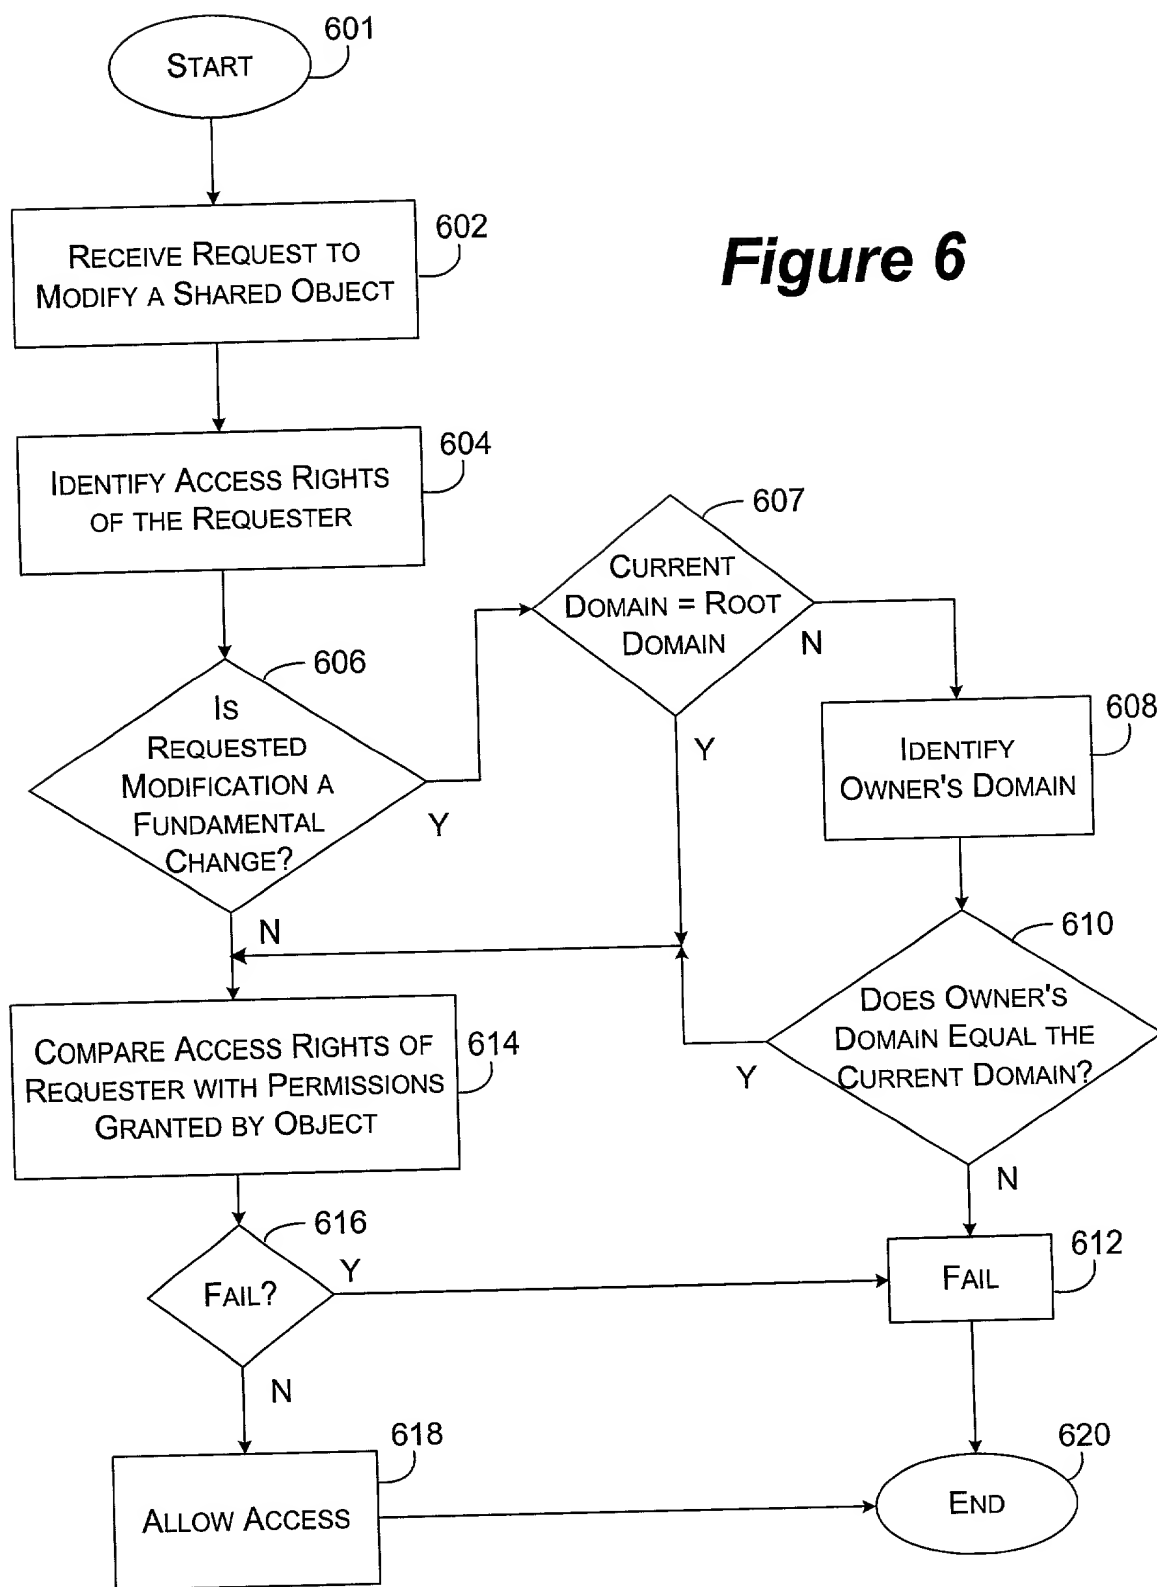 START
601
RECEIVE REQUEST TO
MODIFY A SHARED OBJECT
602
Figure 6
IDENTIFY ACCESS RIGHTS
OF THE REQUESTER
604
IS
REQUESTED
MODIFICATION A
FUNDAMENTAL
CHANGE?
606
Y
N
CURRENT
DOMAIN = ROOT
DOMAIN
607
N
Y
IDENTIFY
OWNER'S DOMAIN
608
DOES OWNER'S
DOMAIN EQUAL THE
CURRENT DOMAIN?
610
Y
N
COMPARE ACCESS RIGHTS OF
REQUESTER WITH PERMISSIONS
GRANTED BY OBJECT
614
FAIL?
616
Y
N
FAIL
612
ALLOW ACCESS
618
END
620